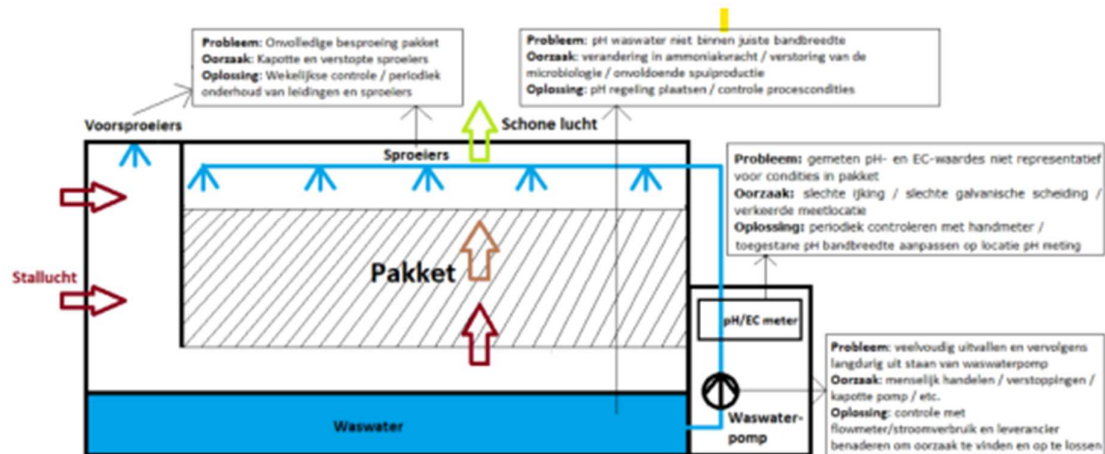 Probleem: Onvolledige besproeing pakket
Oorzaak: Kapotte en verstopte sproeiers
Oplossing: Wekelijkse controle / periodiek
onderhoud van leidingen en sproeiers
Probleem: pH waswater niet binnen juiste bandbreedte
Oorzaak: verandering in ammoniakvracht / verstoring van de
microbiologie / onvoldoende spuiproductie
Oplossing: pH regeling plaatsen / controle procescondities
Voorsproeiers
Schone lucht
Sproeiers
Probleem: gemeten pH- en EC-waardes niet representatief
voor condities in pakket
Oorzaak: slechte ijking / slechte galvanische scheiding /
verkeerde meetlocatie
Oplossing: periodiek controleren met handmeter /
toegestane pH bandbreedte aanpassen op locatie pH meting
Stallucht
Pakket
pH/EC meter
Probleem: veelvoudig uitvallen en vervolgens
langdurig uit staan van waswaterpomp
Oorzaak: menselijk handelen / verstoppingen /
kapotte pomp / etc.
Oplossing: controle met
flowmeter/stroomverbruik en leverancier
benaderen om oorzaak te vinden en op te lossen
Waswater
Waswater-
pomp